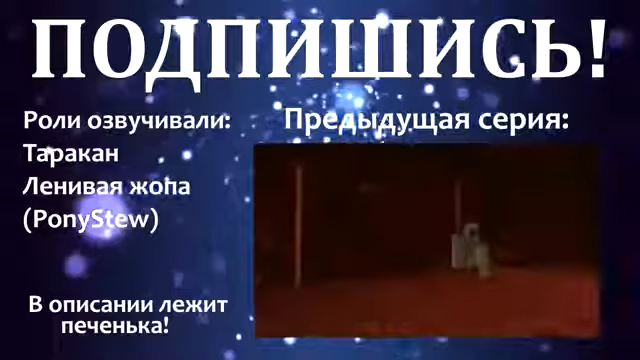 ПОДПИШИСЬ!
Роли озвучивали:
Таракан
Ленивая жопа
(PonyStew)
Предыдущая серия:
В описании лежит
печенька!